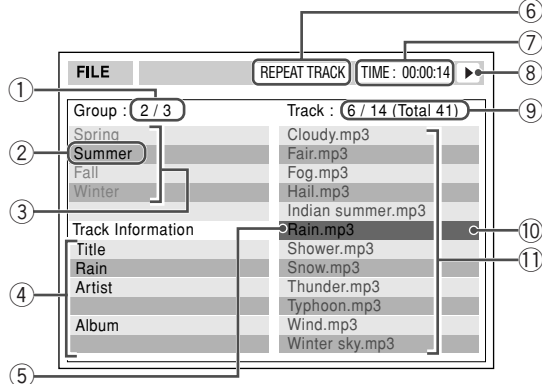 ⑥
⑦
FILE REPEAT TRACK TIME : 00:00:14 ⑧
①
Group : 2 / 3 Track : 6 / 14 (Total 41) ⑨
Spring Cloudy.mp3
② Summer Fair.mp3
Fall Fog.mp3
Winter Hail.mp3
③ Indian summer.mp3
Track Information Rain.mp3 ⑩
Title Shower.mp3 ⑪
Rain Snow.mp3
④ Artist Thunder.mp3
Typhoon.mp3
Album Wind.mp3
Winter sky.mp3
⑤